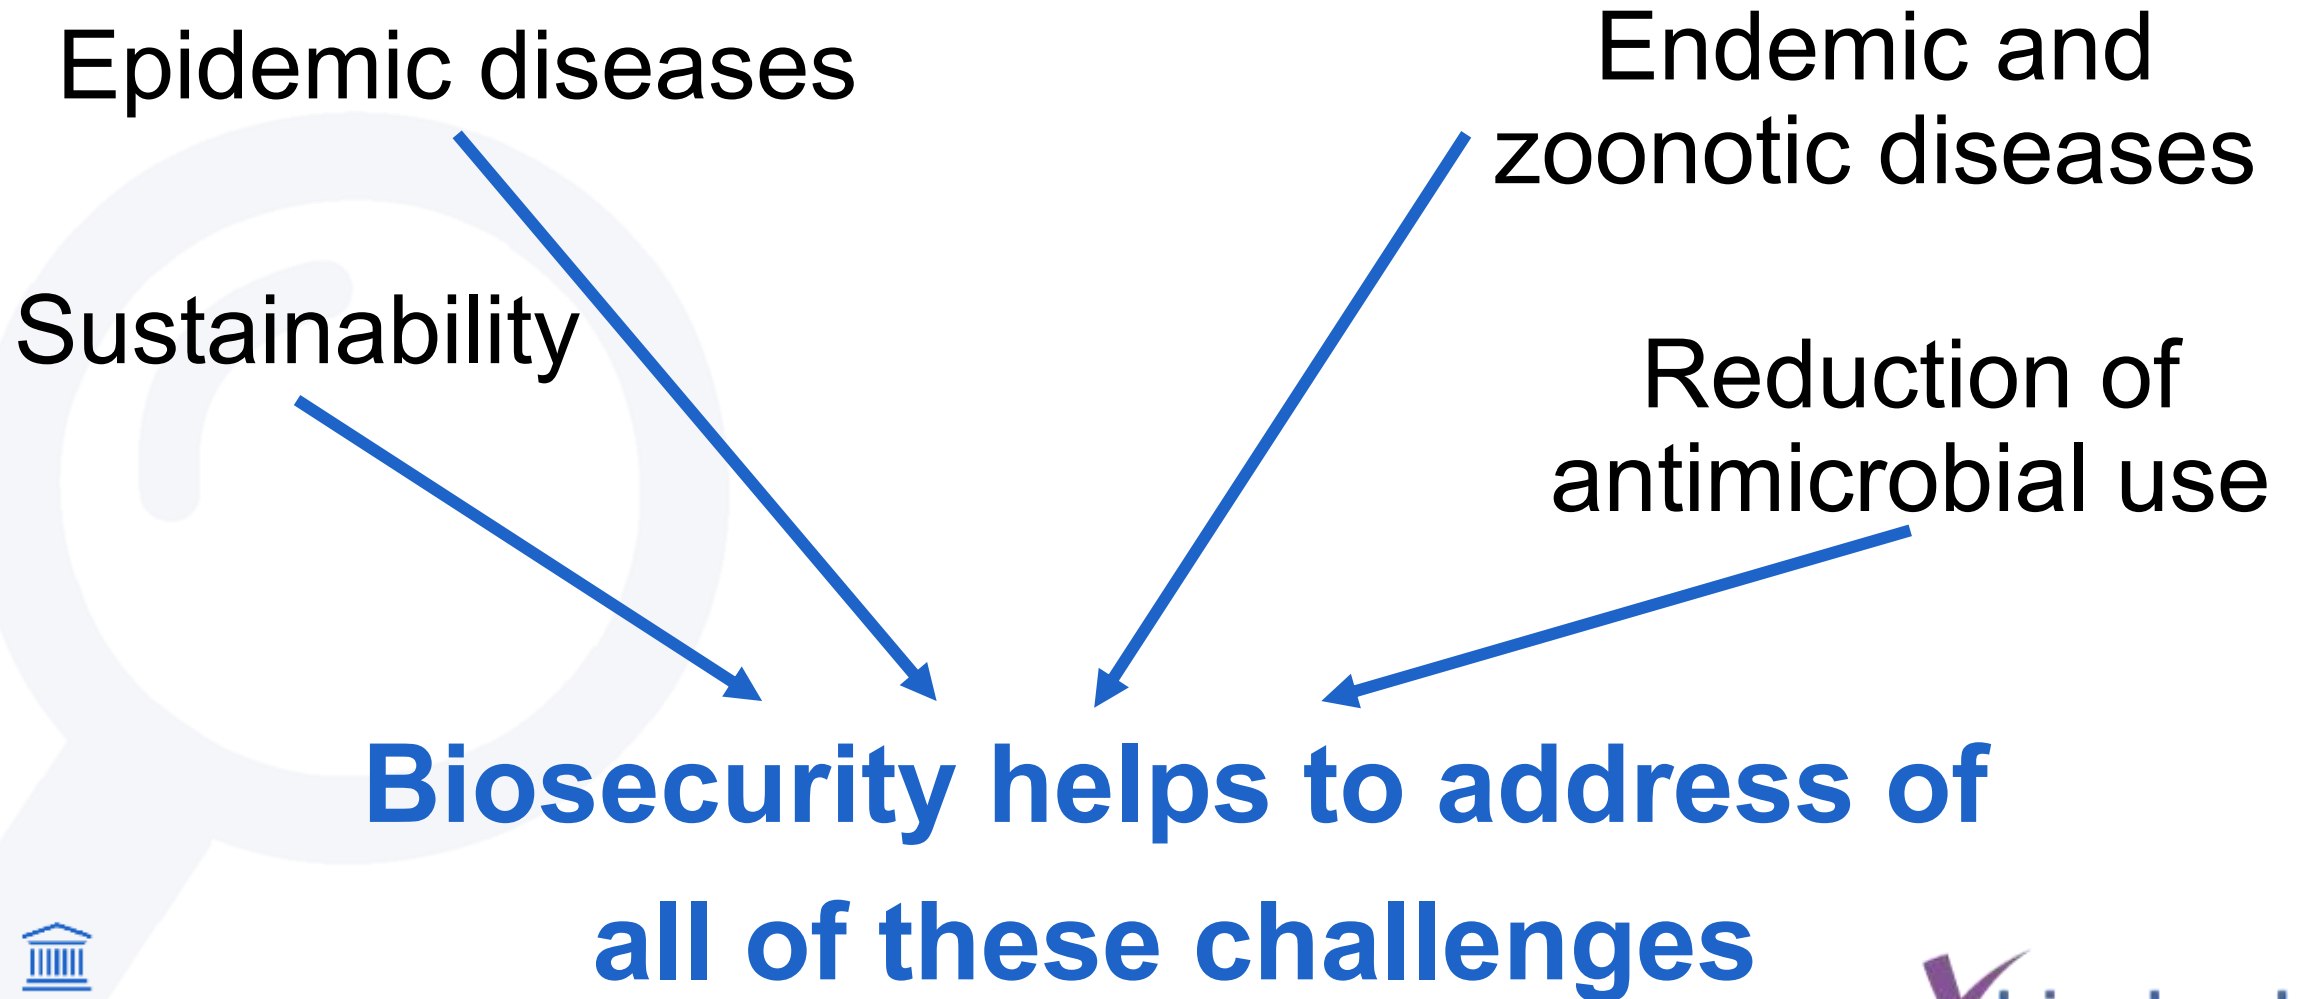 Epidemic diseases
Endemic and
zoonotic diseases
Sustainability
Reduction of
antimicrobial use
Biosecurity helps to address of
all of these challenges